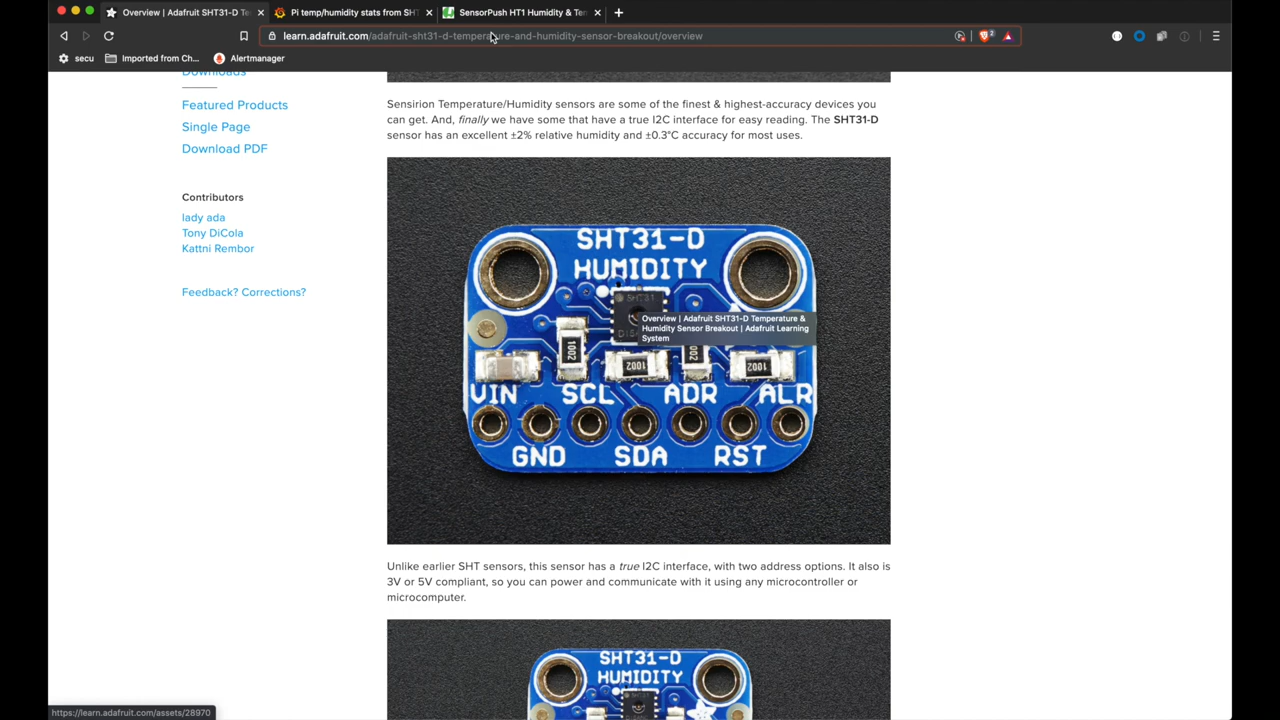 Overview | Adafruit SHT31-D Te
Pi temp/humidity stats from SHT
SensorPush HT1 Humidity & Ten
learn.adafruit.com/adafruit-sht31-d-temperature-and-humidity-sensor-breakout/overview
2
secu
Imported from Ch...
Alertmanager
Downloads
Featured Products
Single Page
Download PDF
Contributors
lady ada
Tony DiCola
Kattni Rembor
Feedback? Corrections?
Sensirion Temperature/Humidity sensors are some of the finest & highest-accuracy devices you
can get. And, finally we have some that have a true I2C interface for easy reading. The SHT31-D
sensor has an excellent ±2% relative humidity and ±0.3°C accuracy for most uses.
SHT31-D
HUMIDITY
SHT31
Overview | Adafruit SHT31-D Temperature &
Humidity Sensor Breakout | Adafruit Learning
System
1002
1002
1002
1002
VIN
SCL
ADR
ALR
GND
SDA
RST
Unlike earlier SHT sensors, this sensor has a true I2C interface, with two address options. It also is
3V or 5V compliant, so you can power and communicate with it using any microcontroller or
microcomputer.
SHT31-D
HUMIDITY
https://learn.adafruit.com/assets/28970